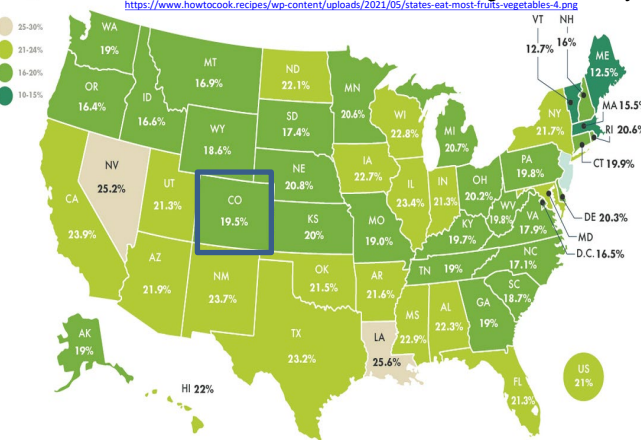 https://www.howtocook.recipes/wp-content/uploads/2021/05/states-eat-most-fruits-vegetables-4.png
25-30%
21-24%
16-20%
10-15%
WA
19%
OR
16.4%
CA
23.9%
NV
25.2%
ID
16.6%
MT
16.9%
WY
18.6%
UT
21.3%
AZ
21.9%
CO
19.5%
NM
23.7%
ND
22.1%
SD
17.4%
NE
20.8%
KS
20%
OK
21.5%
TX
23.2%
MN
20.6%
IA
22.7%
MO
19.0%
AR
21.6%
LA
25.6%
WI
22.8%
IL
23.4%
MI
20.7%
IN
21.3%
OH
20.2%
KY
19.7%
TN 19%
MS
22.9%
AL
22.3%
GA
19%
FL
21.3%
SC
18.7%
NC
17.1%
VA
17.9%
WV
19.8%
PA
19.8%
NY
21.7%
VT
12.7%
NH
16%
ME
12.5%
MA 15.5%
RI 20.6%
CT 19.9%
DE 20.3%
MD
D.C. 16.5%
AK
19%
HI 22%
US
21%